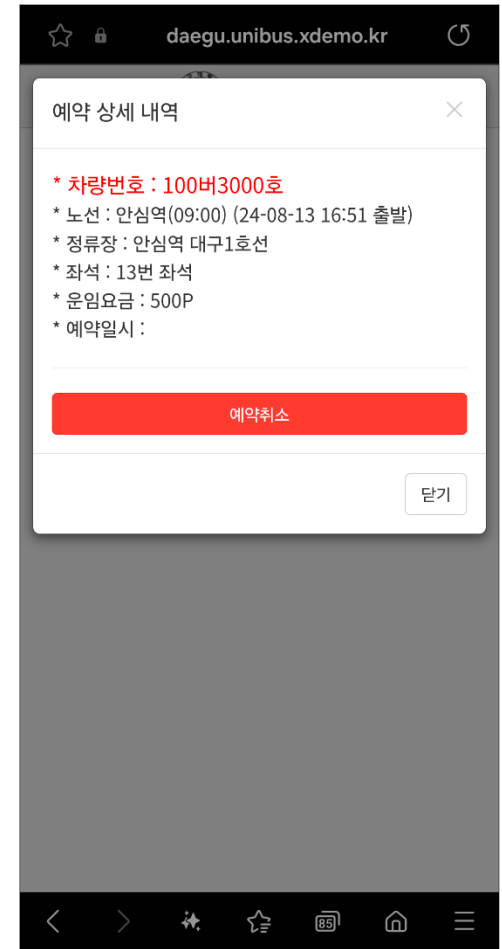 daegu.unibus.xdemo.kr
예약 상세 내역
* 차량번호 : 100버3000호
* 노선 : 안심역(09:00) (24-08-13 16:51 출발)
* 정류장 : 안심역 대구1호선
* 좌석 : 13번 좌석
* 운임요금 : 500P
* 예약일시 :
예약취소
닫기
85